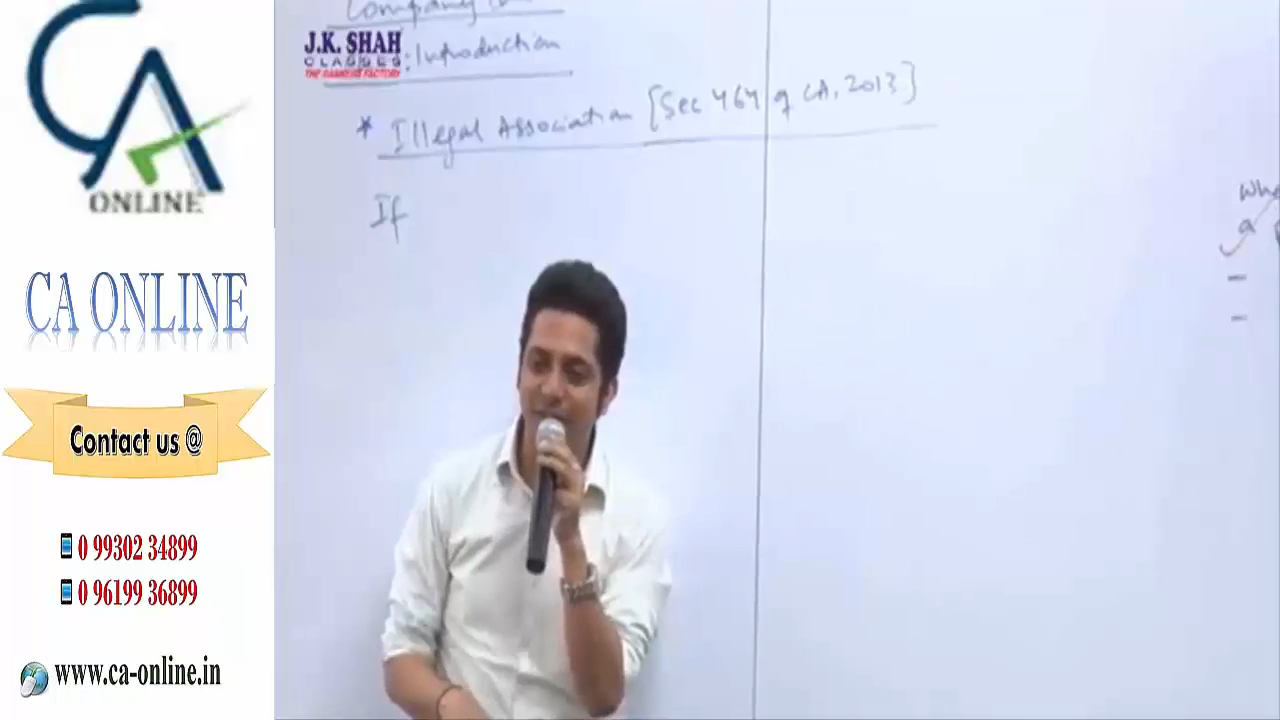 CA
ONLINE
CA ONLINE
Contact us @
0 99302 34899
0 96199 36899
www.ca-online.in
Company
J.K. SHAH
CLASSES
: Introduction
* Illegal Association [Sec 464 of CA, 2013]
If
a
-
-